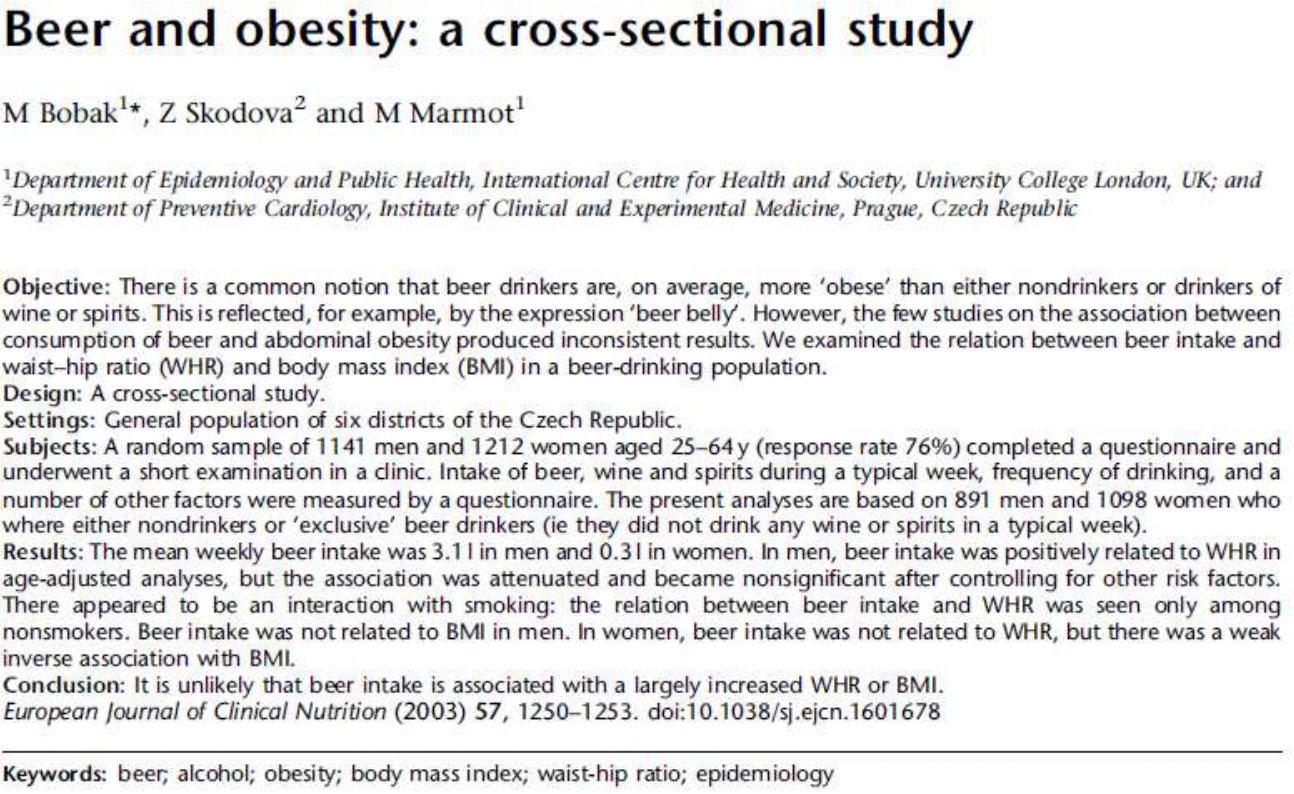 Beer and obesity: a cross-sectional study
M Bobak¹*, Z Skodova² and M Marmot¹
¹Department of Epidemiology and Public Health, International Centre for Health and Society, University College London, UK; and
²Department of Preventive Cardiology, Institute of Clinical and Experimental Medicine, Prague, Czech Republic
Objective: There is a common notion that beer drinkers are, on average, more ‘obese’ than either nondrinkers or drinkers of
wine or spirits. This is reflected, for example, by the expression ‘beer belly’. However, the few studies on the association between
consumption of beer and abdominal obesity produced inconsistent results. We examined the relation between beer intake and
waist–hip ratio (WHR) and body mass index (BMI) in a beer-drinking population.
Design: A cross-sectional study.
Settings: General population of six districts of the Czech Republic.
Subjects: A random sample of 1141 men and 1212 women aged 25–64 y (response rate 76%) completed a questionnaire and
underwent a short examination in a clinic. Intake of beer, wine and spirits during a typical week, frequency of drinking, and a
number of other factors were measured by a questionnaire. The present analyses are based on 891 men and 1098 women who
where either nondrinkers or ‘exclusive’ beer drinkers (ie they did not drink any wine or spirits in a typical week).
Results: The mean weekly beer intake was 3.1 l in men and 0.3 l in women. In men, beer intake was positively related to WHR in
age-adjusted analyses, but the association was attenuated and became nonsignificant after controlling for other risk factors.
There appeared to be an interaction with smoking: the relation between beer intake and WHR was seen only among
nonsmokers. Beer intake was not related to BMI in men. In women, beer intake was not related to WHR, but there was a weak
inverse association with BMI.
Conclusion: It is unlikely that beer intake is associated with a largely increased WHR or BMI.
European Journal of Clinical Nutrition (2003) 57, 1250–1253. doi:10.1038/sj.ejcn.1601678
Keywords: beer; alcohol; obesity; body mass index; waist-hip ratio; epidemiology